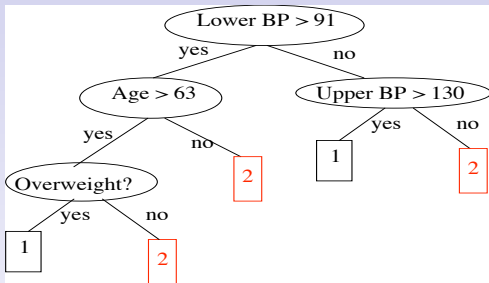 Lower BP > 91
yes
no
Age > 63
Upper BP > 130
yes
no
yes
no
2
1
2
Overweight?
yes
no
1
2